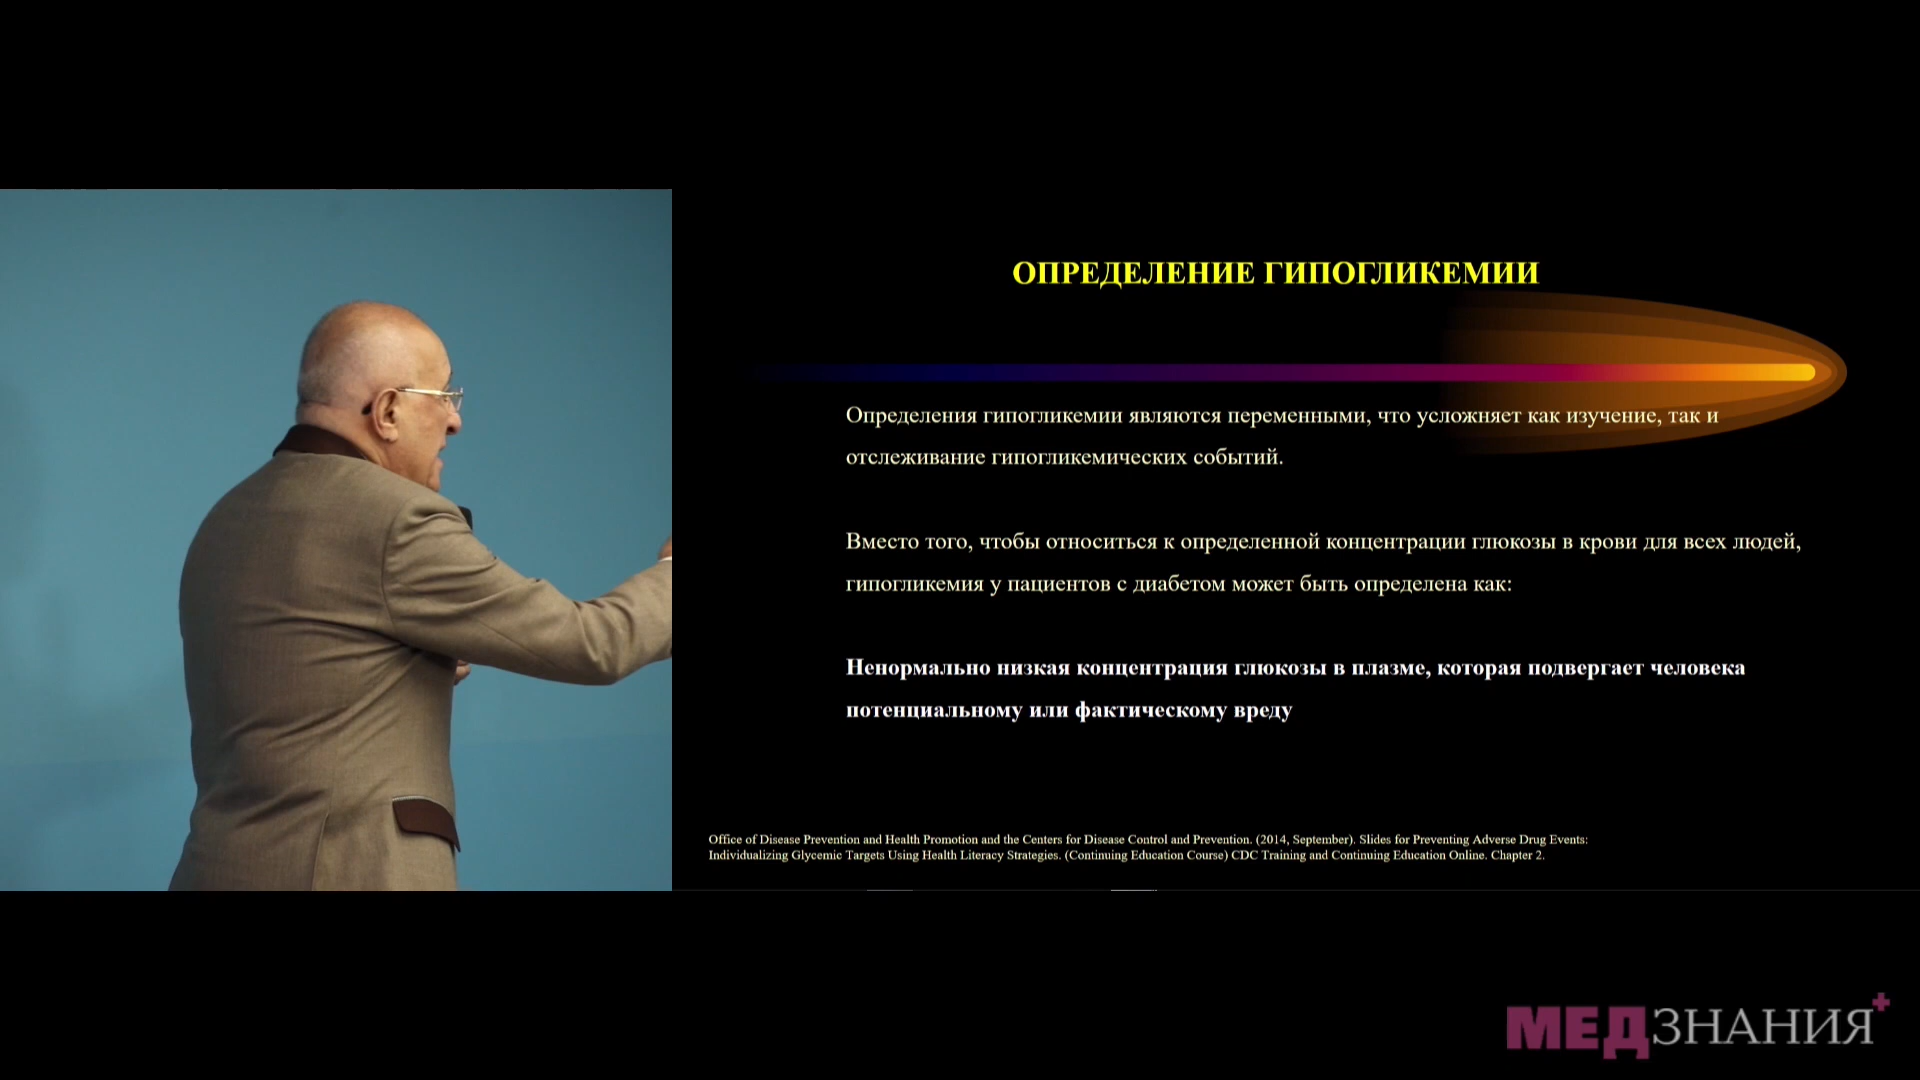 ОПРЕДЕЛЕНИЕ ГИПОГЛИКЕМИИ
Определения гипогликемии являются переменными, что усложняет как изучение, так и
отслеживание гипогликемических событий.
Вместо того, чтобы относиться к определенной концентрации глюкозы в крови для всех людей,
гипогликемия у пациентов с диабетом может быть определена как:
Ненормально низкая концентрация глюкозы в плазме, которая подвергает человека
потенциальному или фактическому вреду
Office of Disease Prevention and Health Promotion and the Centers for Disease Control and Prevention. (2014, September). Slides for Preventing Adverse Drug Events:
Individualizing Glycemic Targets Using Health Literacy Strategies. (Continuing Education Course) CDC Training and Continuing Education Online. Chapter 2.
МЕДЗНАНИЯ+